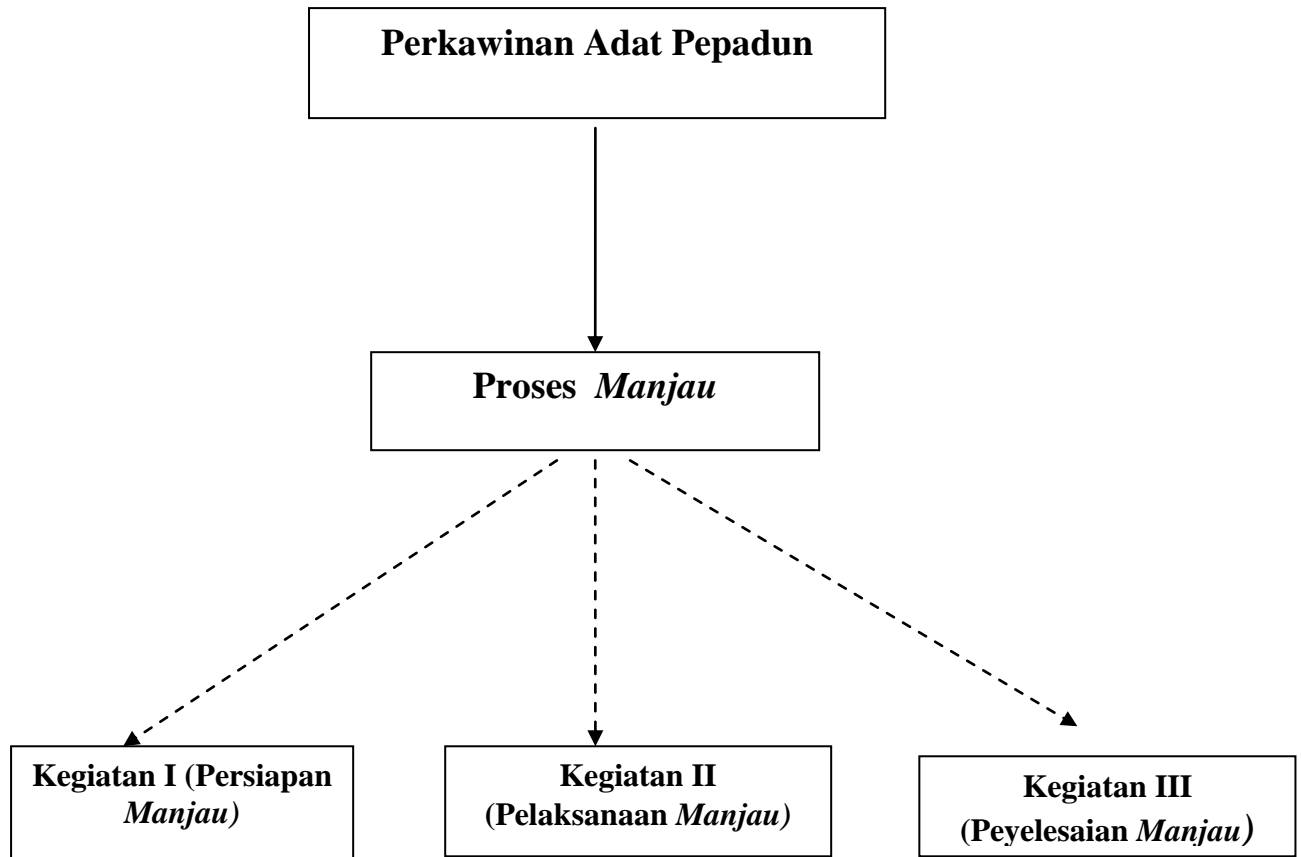 Perkawinan Adat Pepadun
Proses Manjau
Kegiatan I (Persiapan
Manjau)
Kegiatan II
(Pelaksanaan Manjau)
Kegiatan III
(Peyelesaian Manjau)